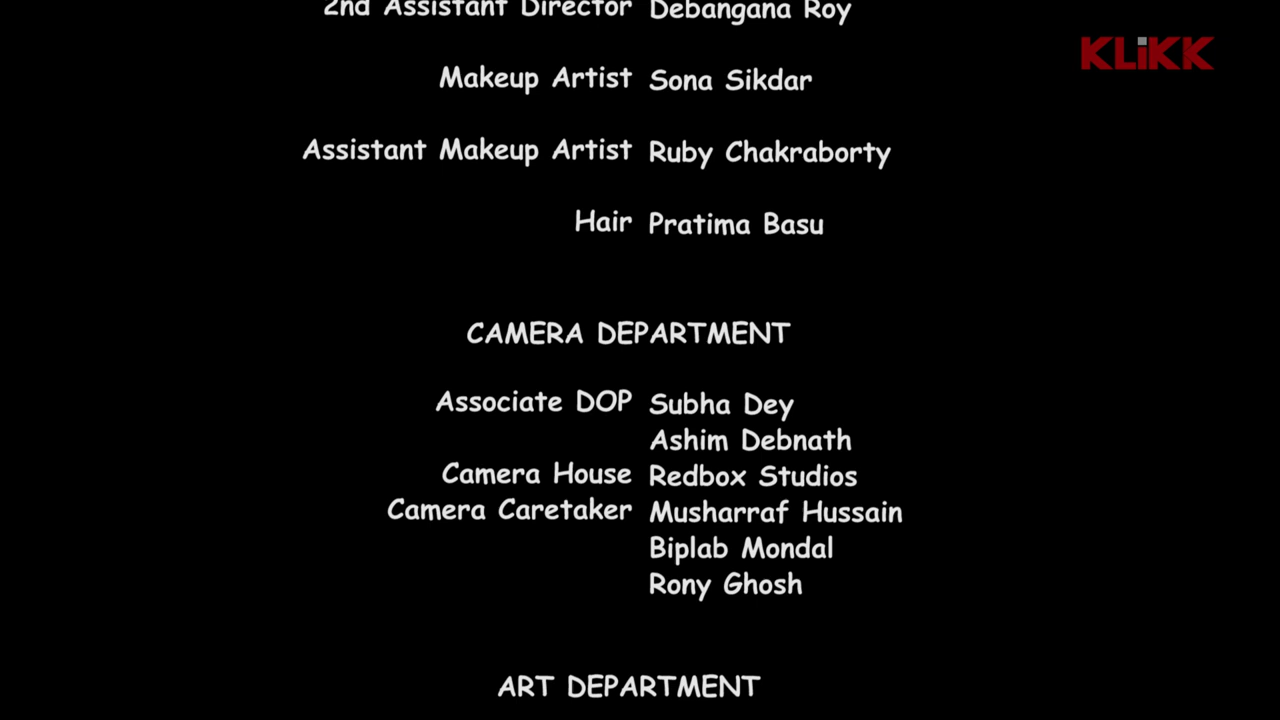 2nd Assistant Director Debangana Roy
KLiKK
Makeup Artist Sona Sikdar
Assistant Makeup Artist Ruby Chakraborty
Hair Pratima Basu
CAMERA DEPARTMENT
Associate DOP Subha Dey
Ashim Debnath
Camera House Redbox Studios
Camera Caretaker Musharraf Hussain
Biplab Mondal
Rony Ghosh
ART DEPARTMENT